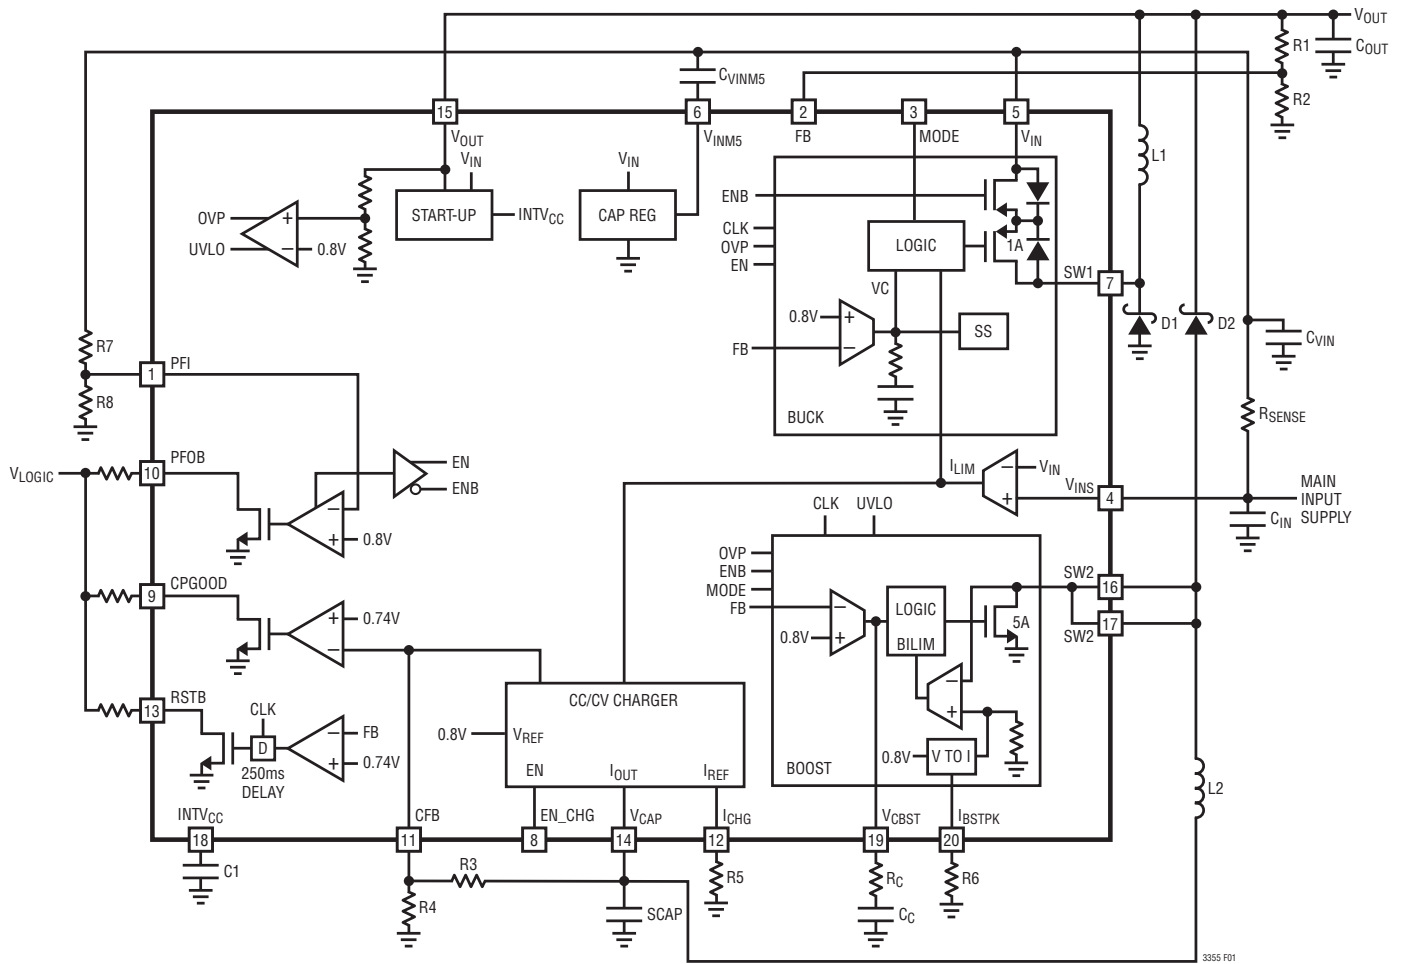 VOUT
R1
COUT
CVINM5
R2
15
6
2
3
5
VOUT
VINM5
FB
MODE
VIN
L1
VIN
VIN
ENB
START-UP
INTVCC
CAP REG
OVP
+
UVLO
−
0.8V
CLK
OVP
EN
LOGIC
1A
SW1
7
VC
D1
D2
0.8V
+
SS
FB
−
CVIN
R7
1
PFI
R8
BUCK
RSENSE
VLOGIC
10
PFOB
EN
ENB
ILIM
−
VIN
+
VINS
4
MAIN
INPUT
SUPPLY
CIN
−
+
0.8V
CLK
UVLO
OVP
ENB
MODE
FB
−
0.8V
+
LOGIC
BILIM
5A
SW2
16
17
SW2
9
CPGOOD
+
0.74V
−
−
+
0.8V
V TO I
BOOST
13
RSTB
CLK
D
250ms
DELAY
−
FB
+
0.74V
CC/CV CHARGER
0.8V
VREF
EN
IOUT
IREF
L2
INTVCC
18
C1
CFB
11
EN_CHG
8
VCAP
14
ICHG
12
VCBST
19
IBSTPK
20
R3
R4
SCAP
R5
RC
CC
R6
3355 F01